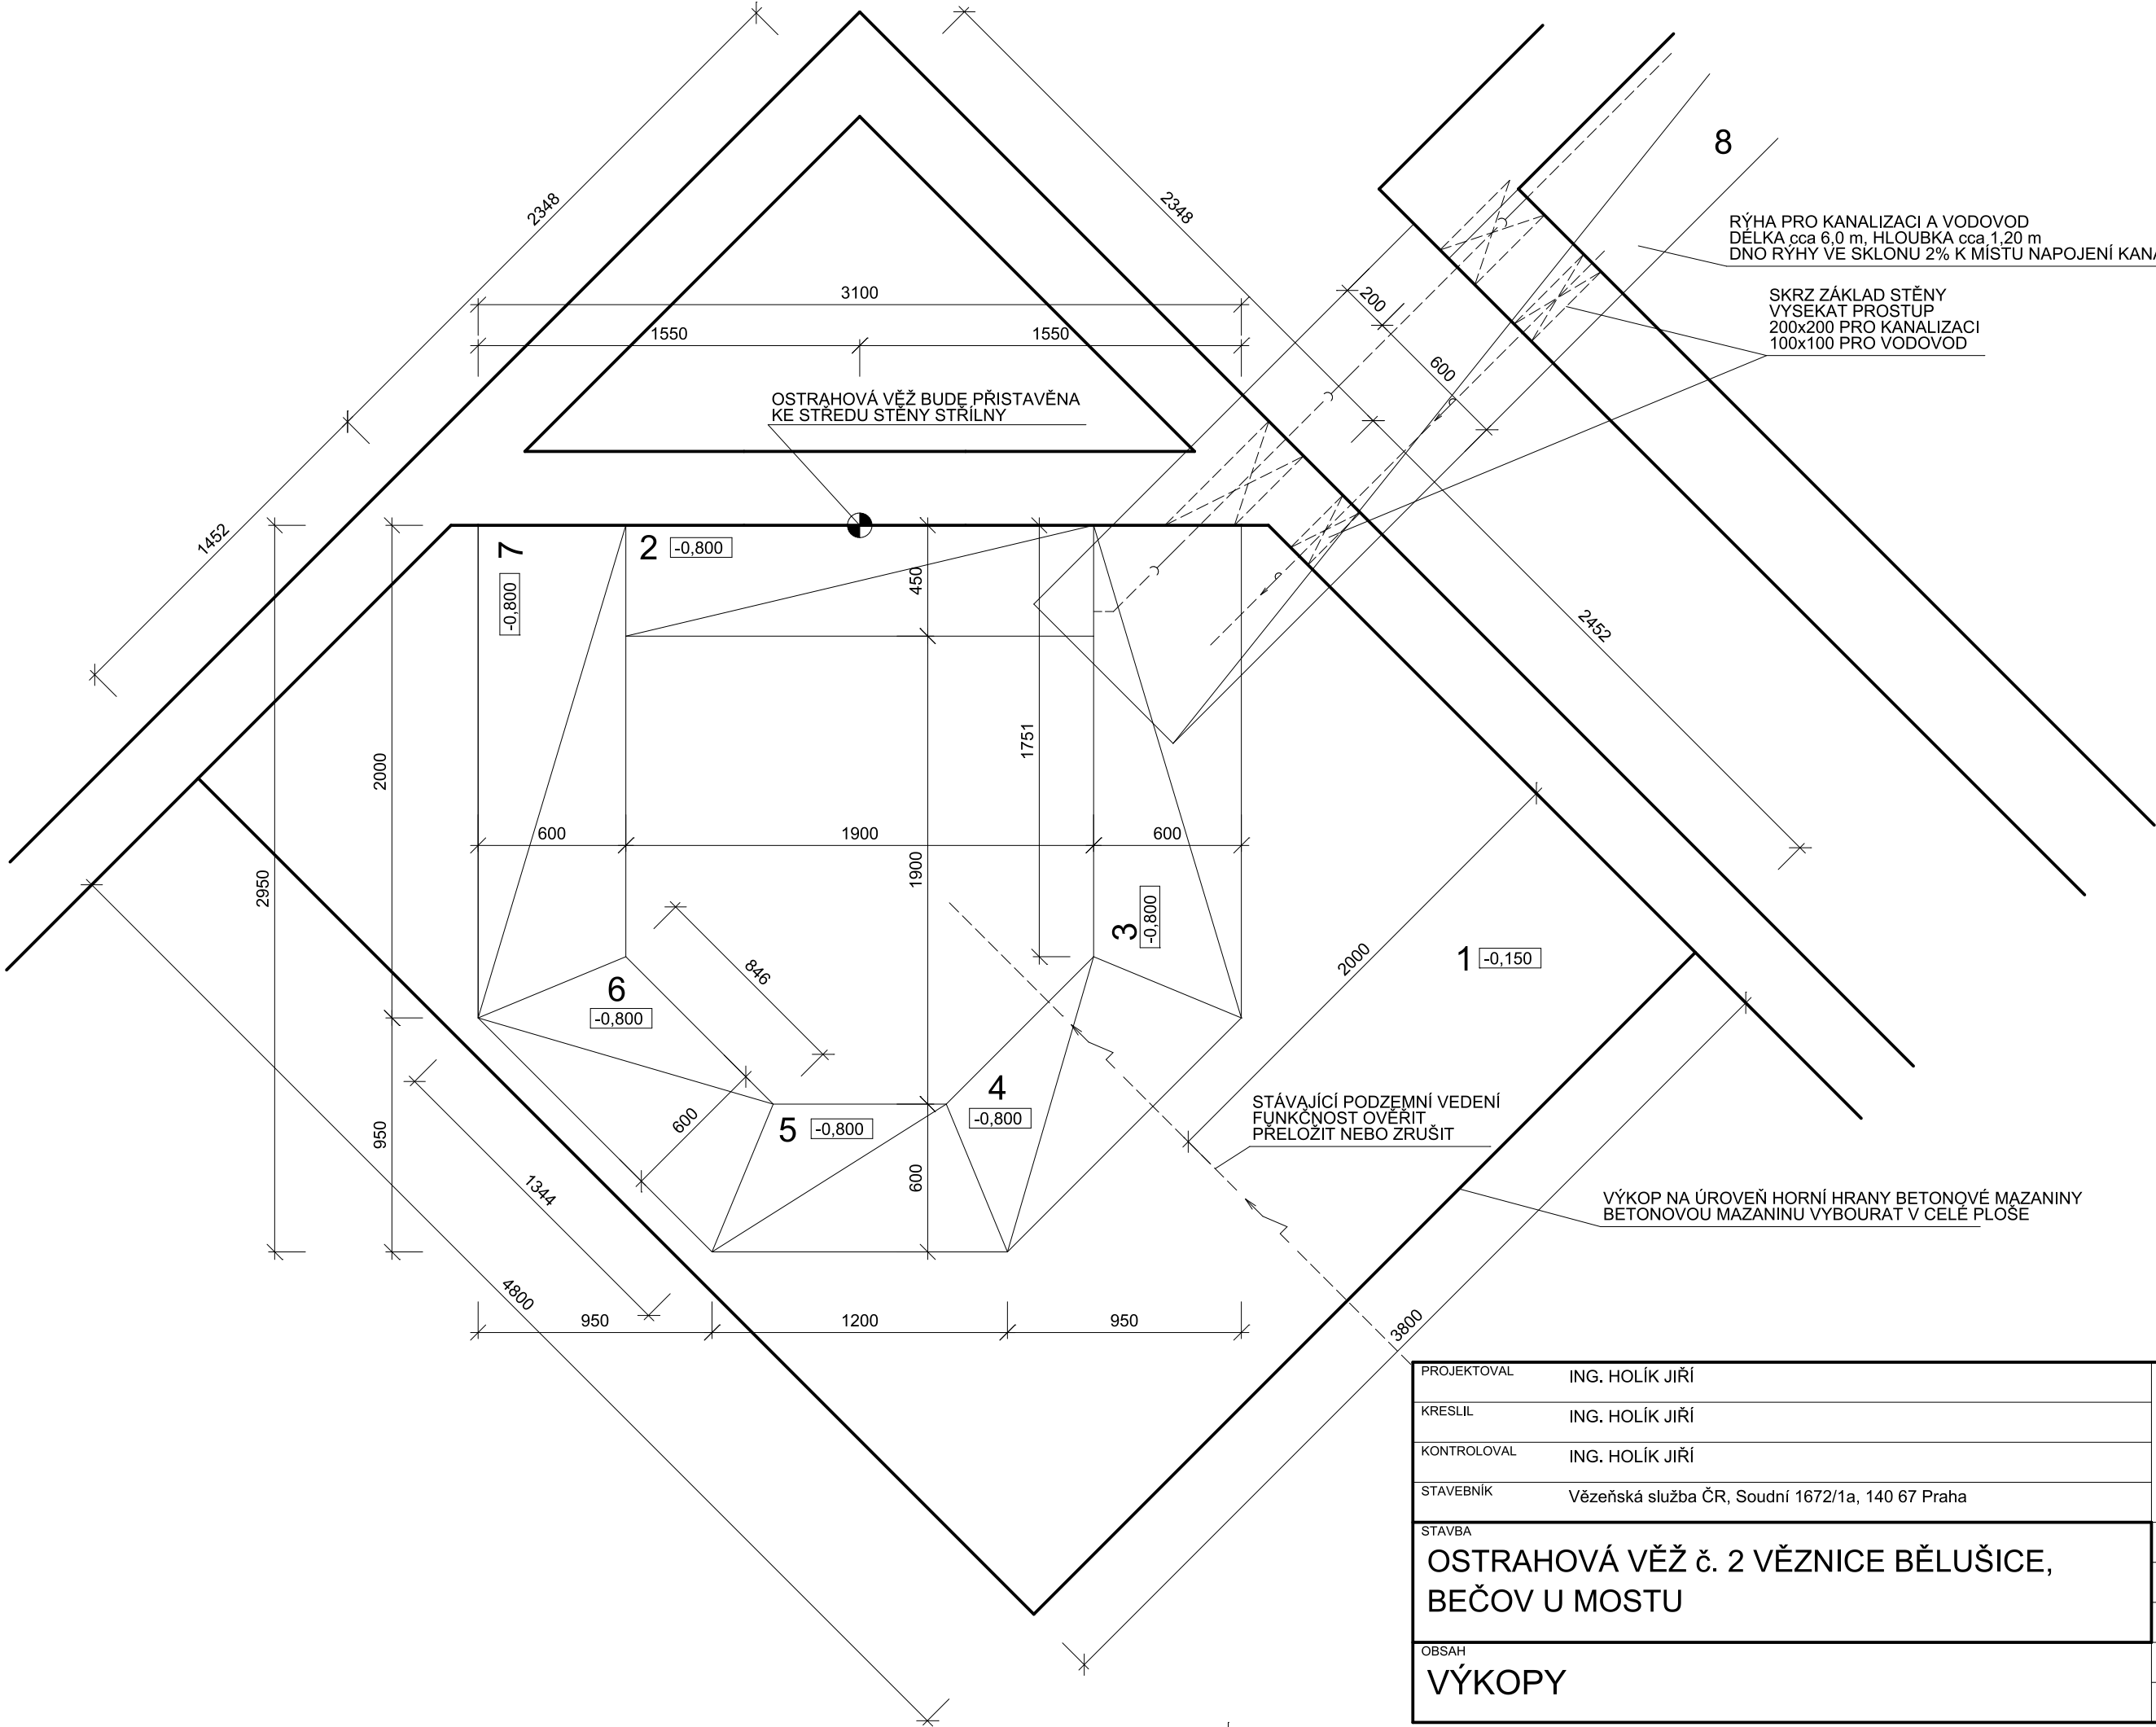 2348
2348
8
RÝHA PRO KANALIZACI A VODOVOD
DÉLKA cca 6,0 m, HLOUBKA cca 1,20 m
DNO RÝHY VE SKLONU 2% K MÍSTU NAPOJENÍ
SKRZ ZÁKLAD STĚNY
VYSEKAT PROSTUP
200x200 PRO KANALIZACI
100x100 PRO VODOVOD
3100
200
1550
1550
600
OSTRAHOVÁ VĚŽ BUDE PŘISTAVĚNA
KE STŘEDU STĚNY STŘÍLNY
1452
7
-0,800
2
-0,800
450
2452
1751
2000
600
1900
600
2950
1900
3
-0,800
2000
1
-0,150
846
6
-0,800
4
-0,800
5
-0,800
600
950
600
STÁVAJÍCÍ PODZEMNÍ VEDENÍ
FUNKČNOST OVĚŘIT
PŘELOŽIT NEBO ZRUŠIT
1344
VÝKOP NA ÚROVEŇ HORNÍ HRANY BETONOVÉ MAZANINY
BETONOVOU MAZANINU VYBOURAT V CELÉ PLOŠE
4800
950
1200
950
3800
PROJEKTOVAL ING. HOLÍK JIŘÍ
KRESLIL ING. HOLÍK JIŘÍ
KONTROLOVAL ING. HOLÍK JIŘÍ
STAVEBNÍK Vězeňská služba ČR, Soudní 1672/1a, 140 67 Praha
STAVBA
OSTRAHOVÁ VĚŽ č. 2 VĚZNICE BĚLUŠICE,
BEČOV U MOSTU
OBSAH
VÝKOPY